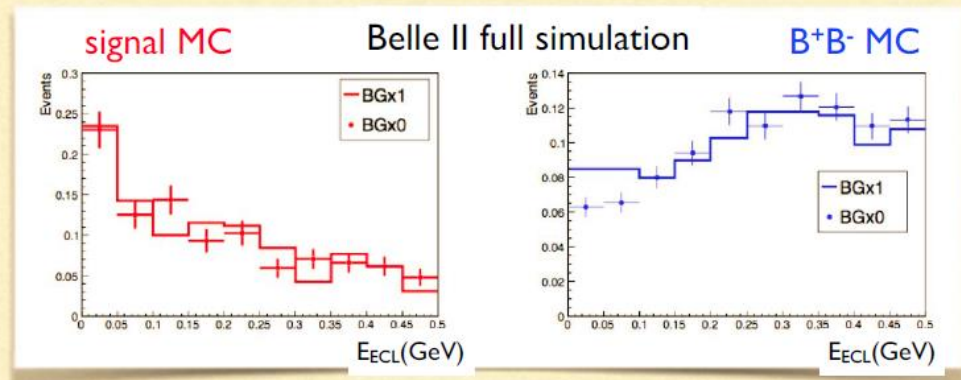 signal MC
Belle II full simulation
B⁺B⁻ MC
Events
0.3
0.25
0.2
0.15
0.1
0.05
0
BGx1
BGx0
0 0.05 0.1 0.15 0.2 0.25 0.3 0.35 0.4 0.45 0.5
E_ECL(GeV)
Events
0.14
0.12
0.1
0.08
0.06
0.04
0.02
0
BGx1
BGx0
0 0.05 0.1 0.15 0.2 0.25 0.3 0.35 0.4 0.45 0.5
E_ECL(GeV)